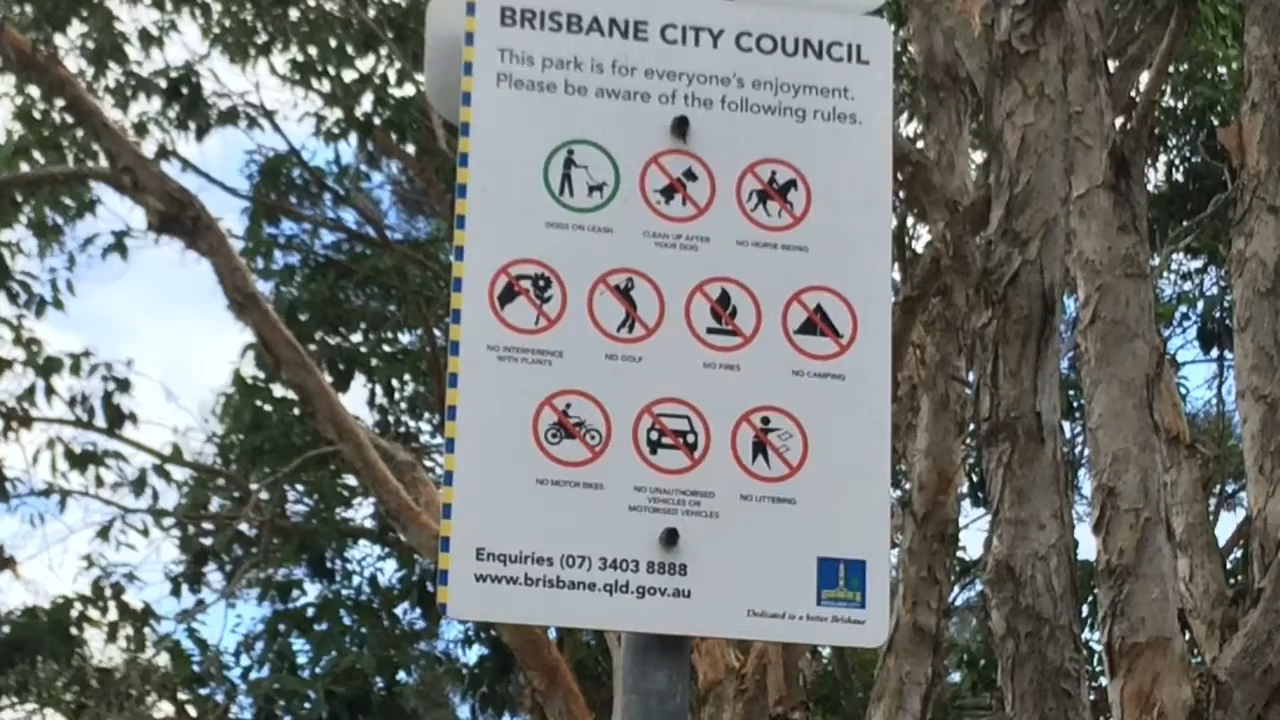 BRISBANE CITY COUNCIL
This park is for everyone's enjoyment.
Please be aware of the following rules.
DOGS ON LEASH
CLEAN UP AFTER
YOUR DOG
NO HORSE RIDING
NO INTERFERENCE
WITH PLANTS
NO GOLF
NO FIRES
NO CAMPING
NO MOTOR BIKES
NO UNAUTHORISED
VEHICLES OR
MOTORISED VEHICLES
NO LITTERING
Enquiries (07) 3403 8888
www.brisbane.qld.gov.au
BRISBANE CITY
Dedicated to a better Brisbane